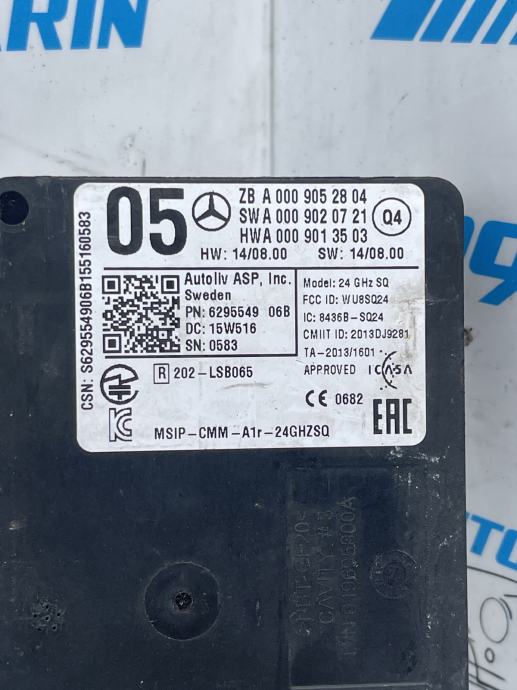 ARIN
05
ZB A 000 905 28 04
SW A 000 902 07 21
HW A 000 901 35 03
Q4
HW: 14/08.00 SW: 14/08.00
CSN: S629554906B155160583
Autoliv ASP, Inc.
Sweden
PN: 6295549 06B
DC: 15W516
SN: 0583
Model: 24 GHz SQ
FCC ID: WU8SQ24
IC: 8436B-SQ24
CMIIT ID: 2013DJ9281
TA-2013/1601
APPROVED ICASA
R 202-LSB065
CE 0682
EAC
MSIP-CMM-A1r-24GHZSQ
CAVITY #